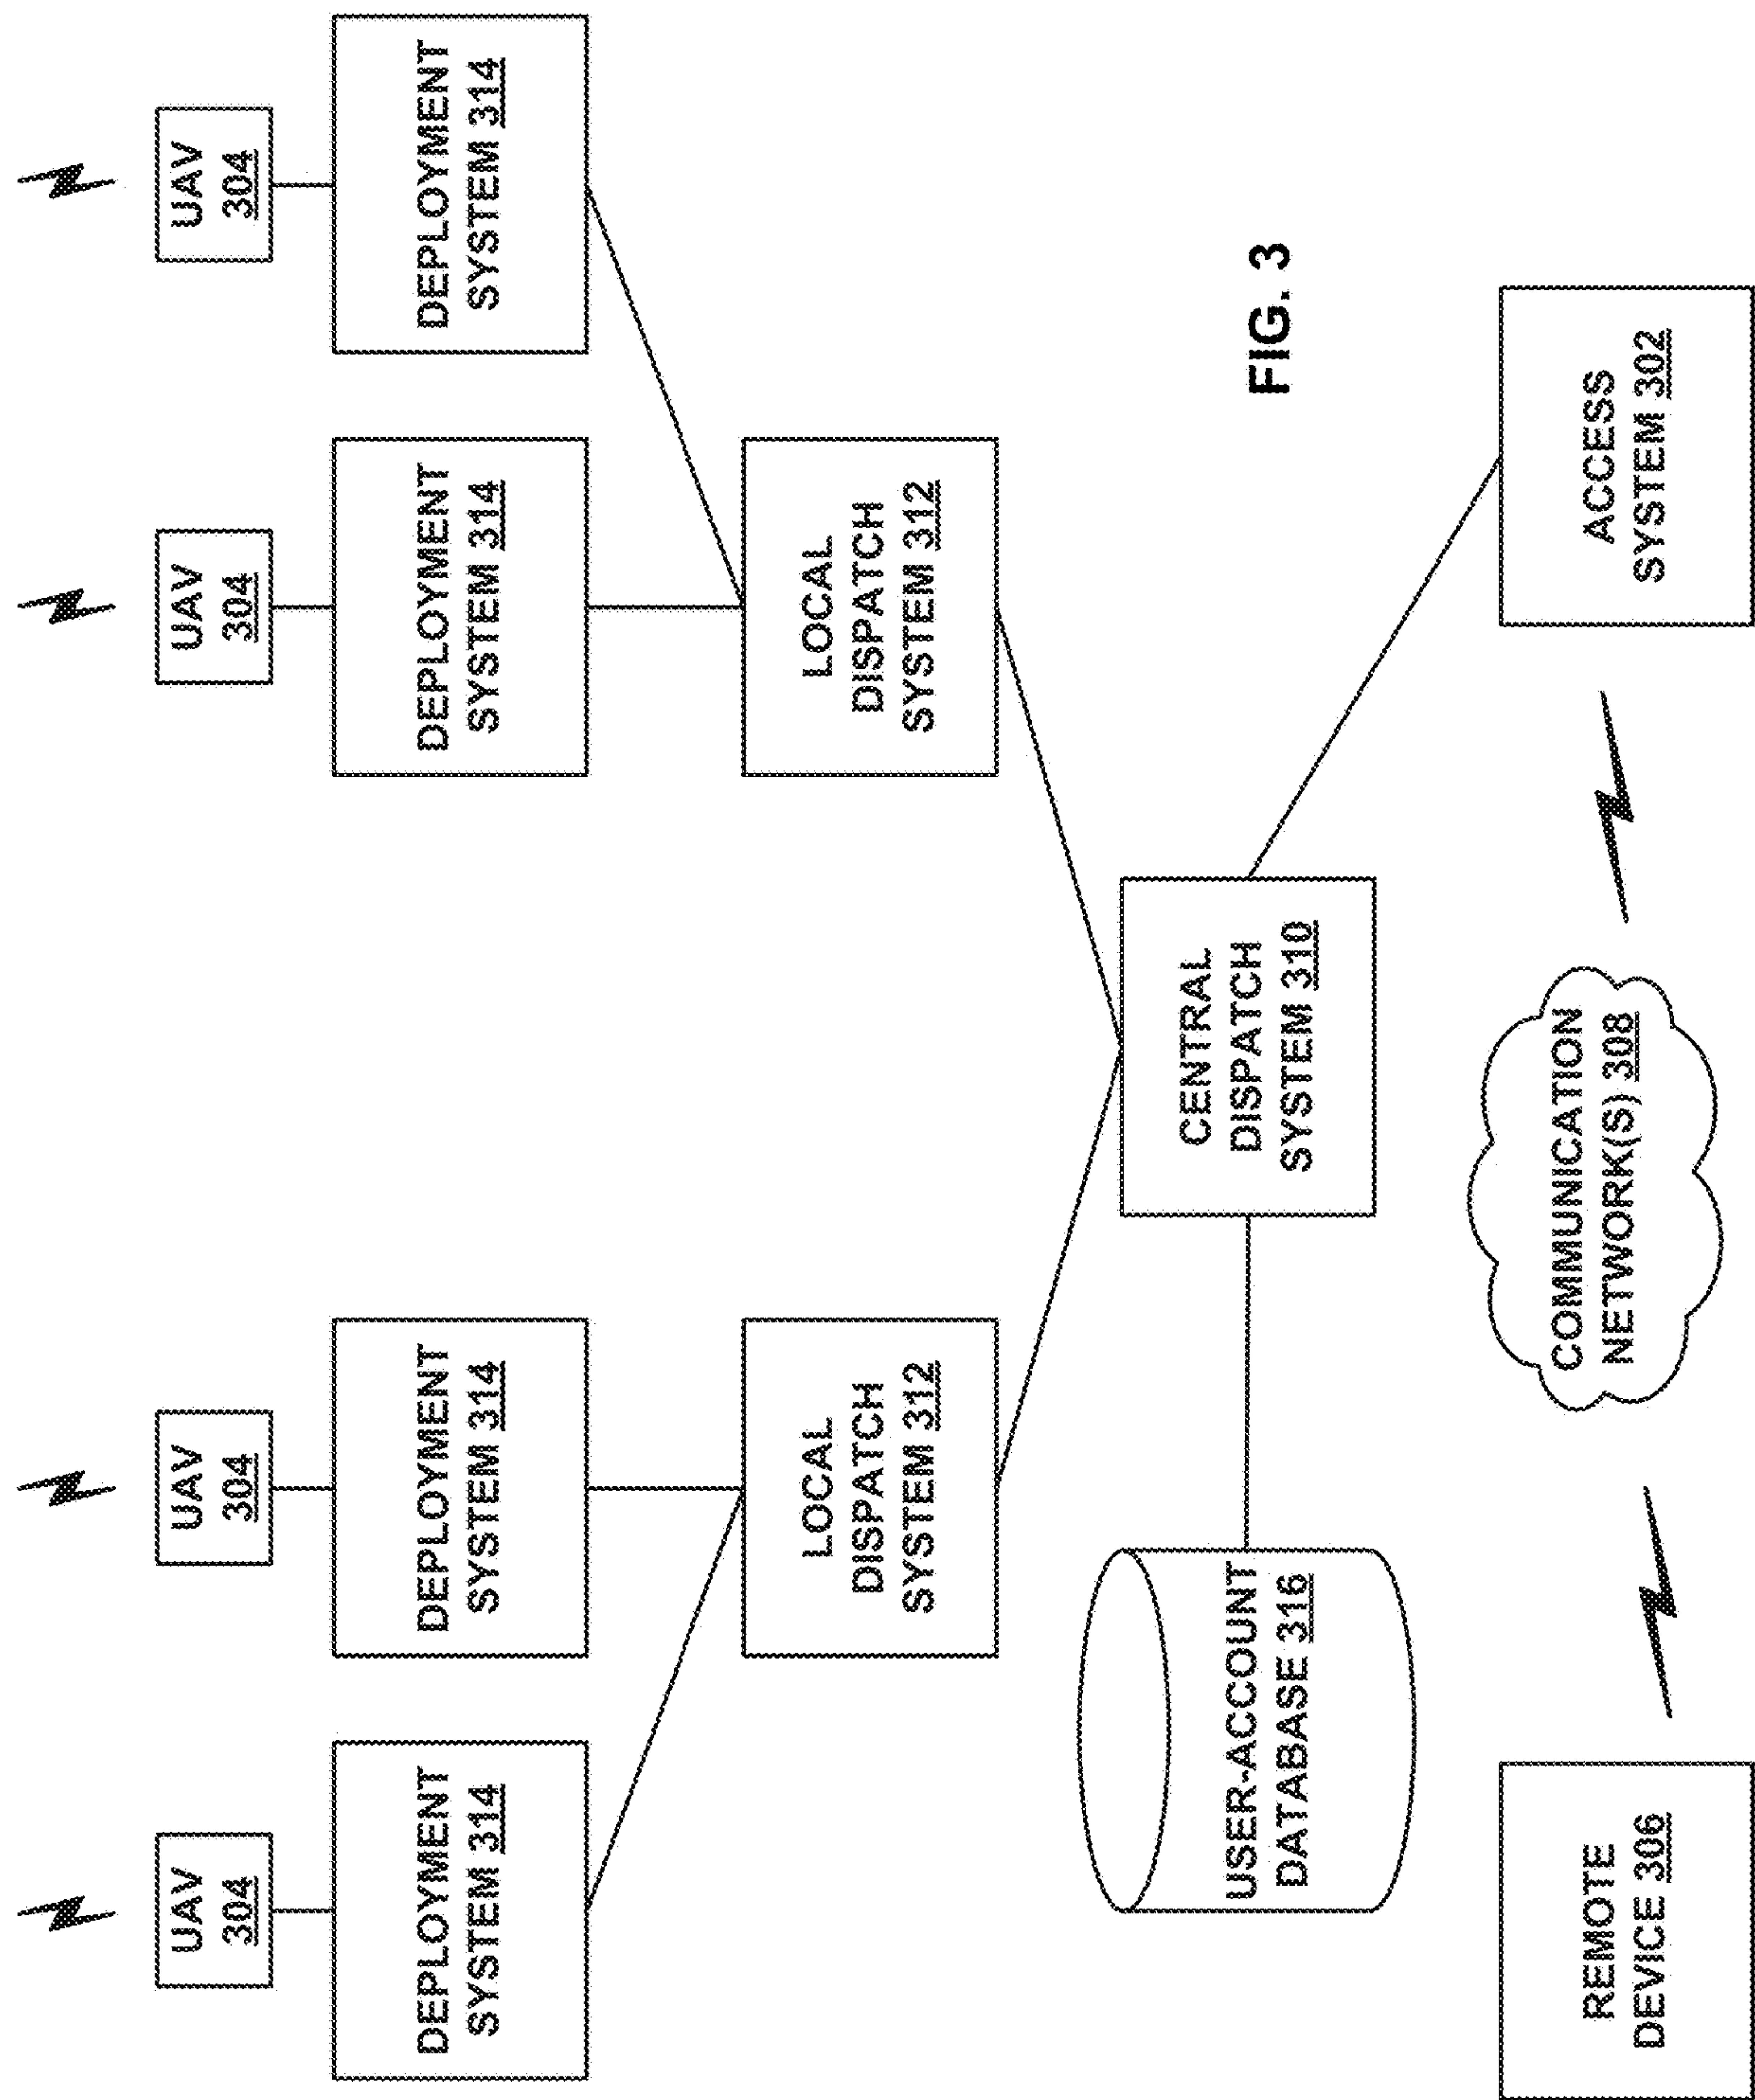 UAV
304
UAV
304
UAV
304
UAV
304
DEPLOYMENT
SYSTEM 314
DEPLOYMENT
SYSTEM 314
DEPLOYMENT
SYSTEM 314
DEPLOYMENT
SYSTEM 314
LOCAL
DISPATCH
SYSTEM 312
LOCAL
DISPATCH
SYSTEM 312
USER-ACCOUNT
DATABASE 316
CENTRAL
DISPATCH
SYSTEM 310
FIG. 3
REMOTE
DEVICE 306
COMMUNICATION
NETWORK(S) 308
ACCESS
SYSTEM 302